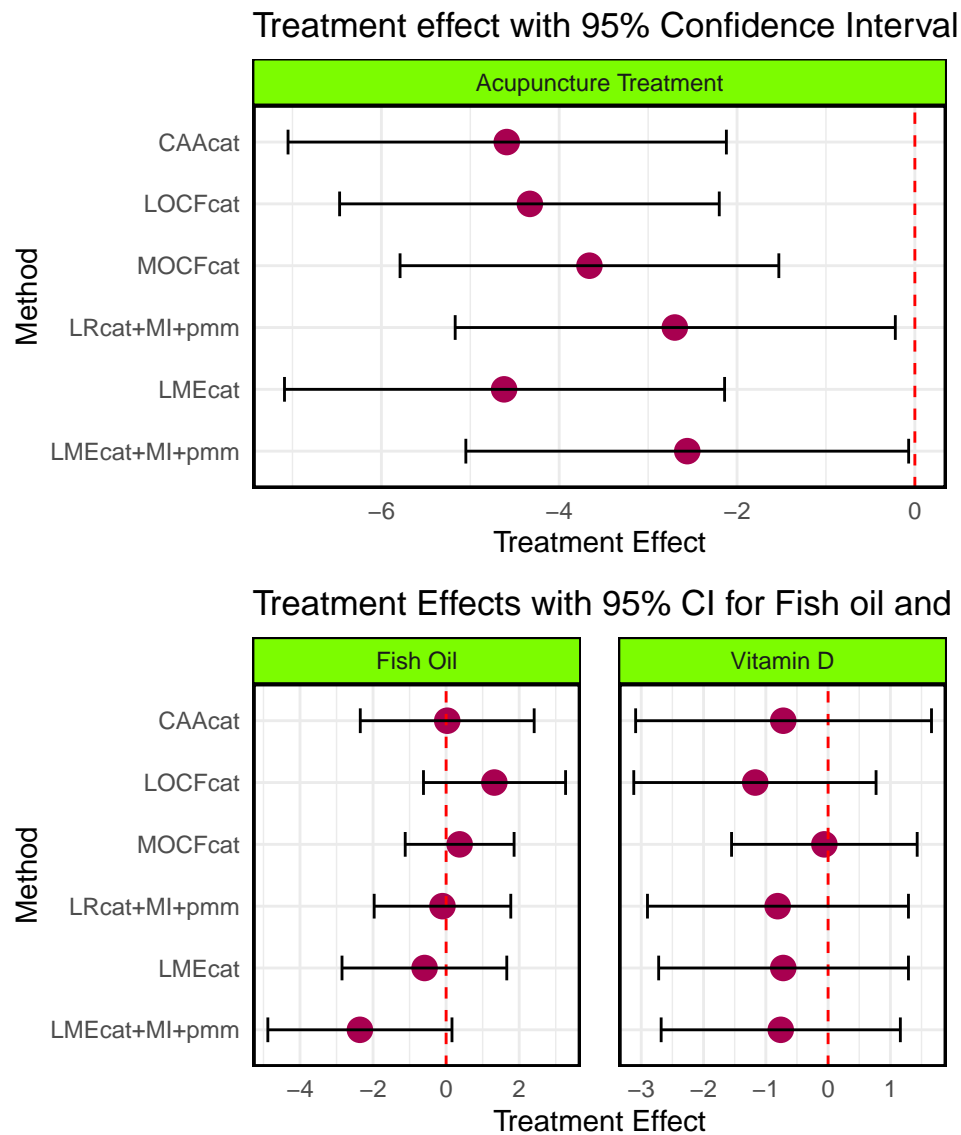 Treatment effect with 95% Confidence Interval
Acupuncture Treatment
Method
CAAcat
LOCFcat
MOCFcat
LRcat+MI+pmm
LMEcat
LMEcat+MI+pmm
−6 −4 −2 0
Treatment Effect
Treatment Effects with 95% CI for Fish oil and
Fish Oil Vitamin D
Method
CAAcat
LOCFcat
MOCFcat
LRcat+MI+pmm
LMEcat
LMEcat+MI+pmm
−4 −2 0 2 −3 −2 −1 0 1
Treatment Effect